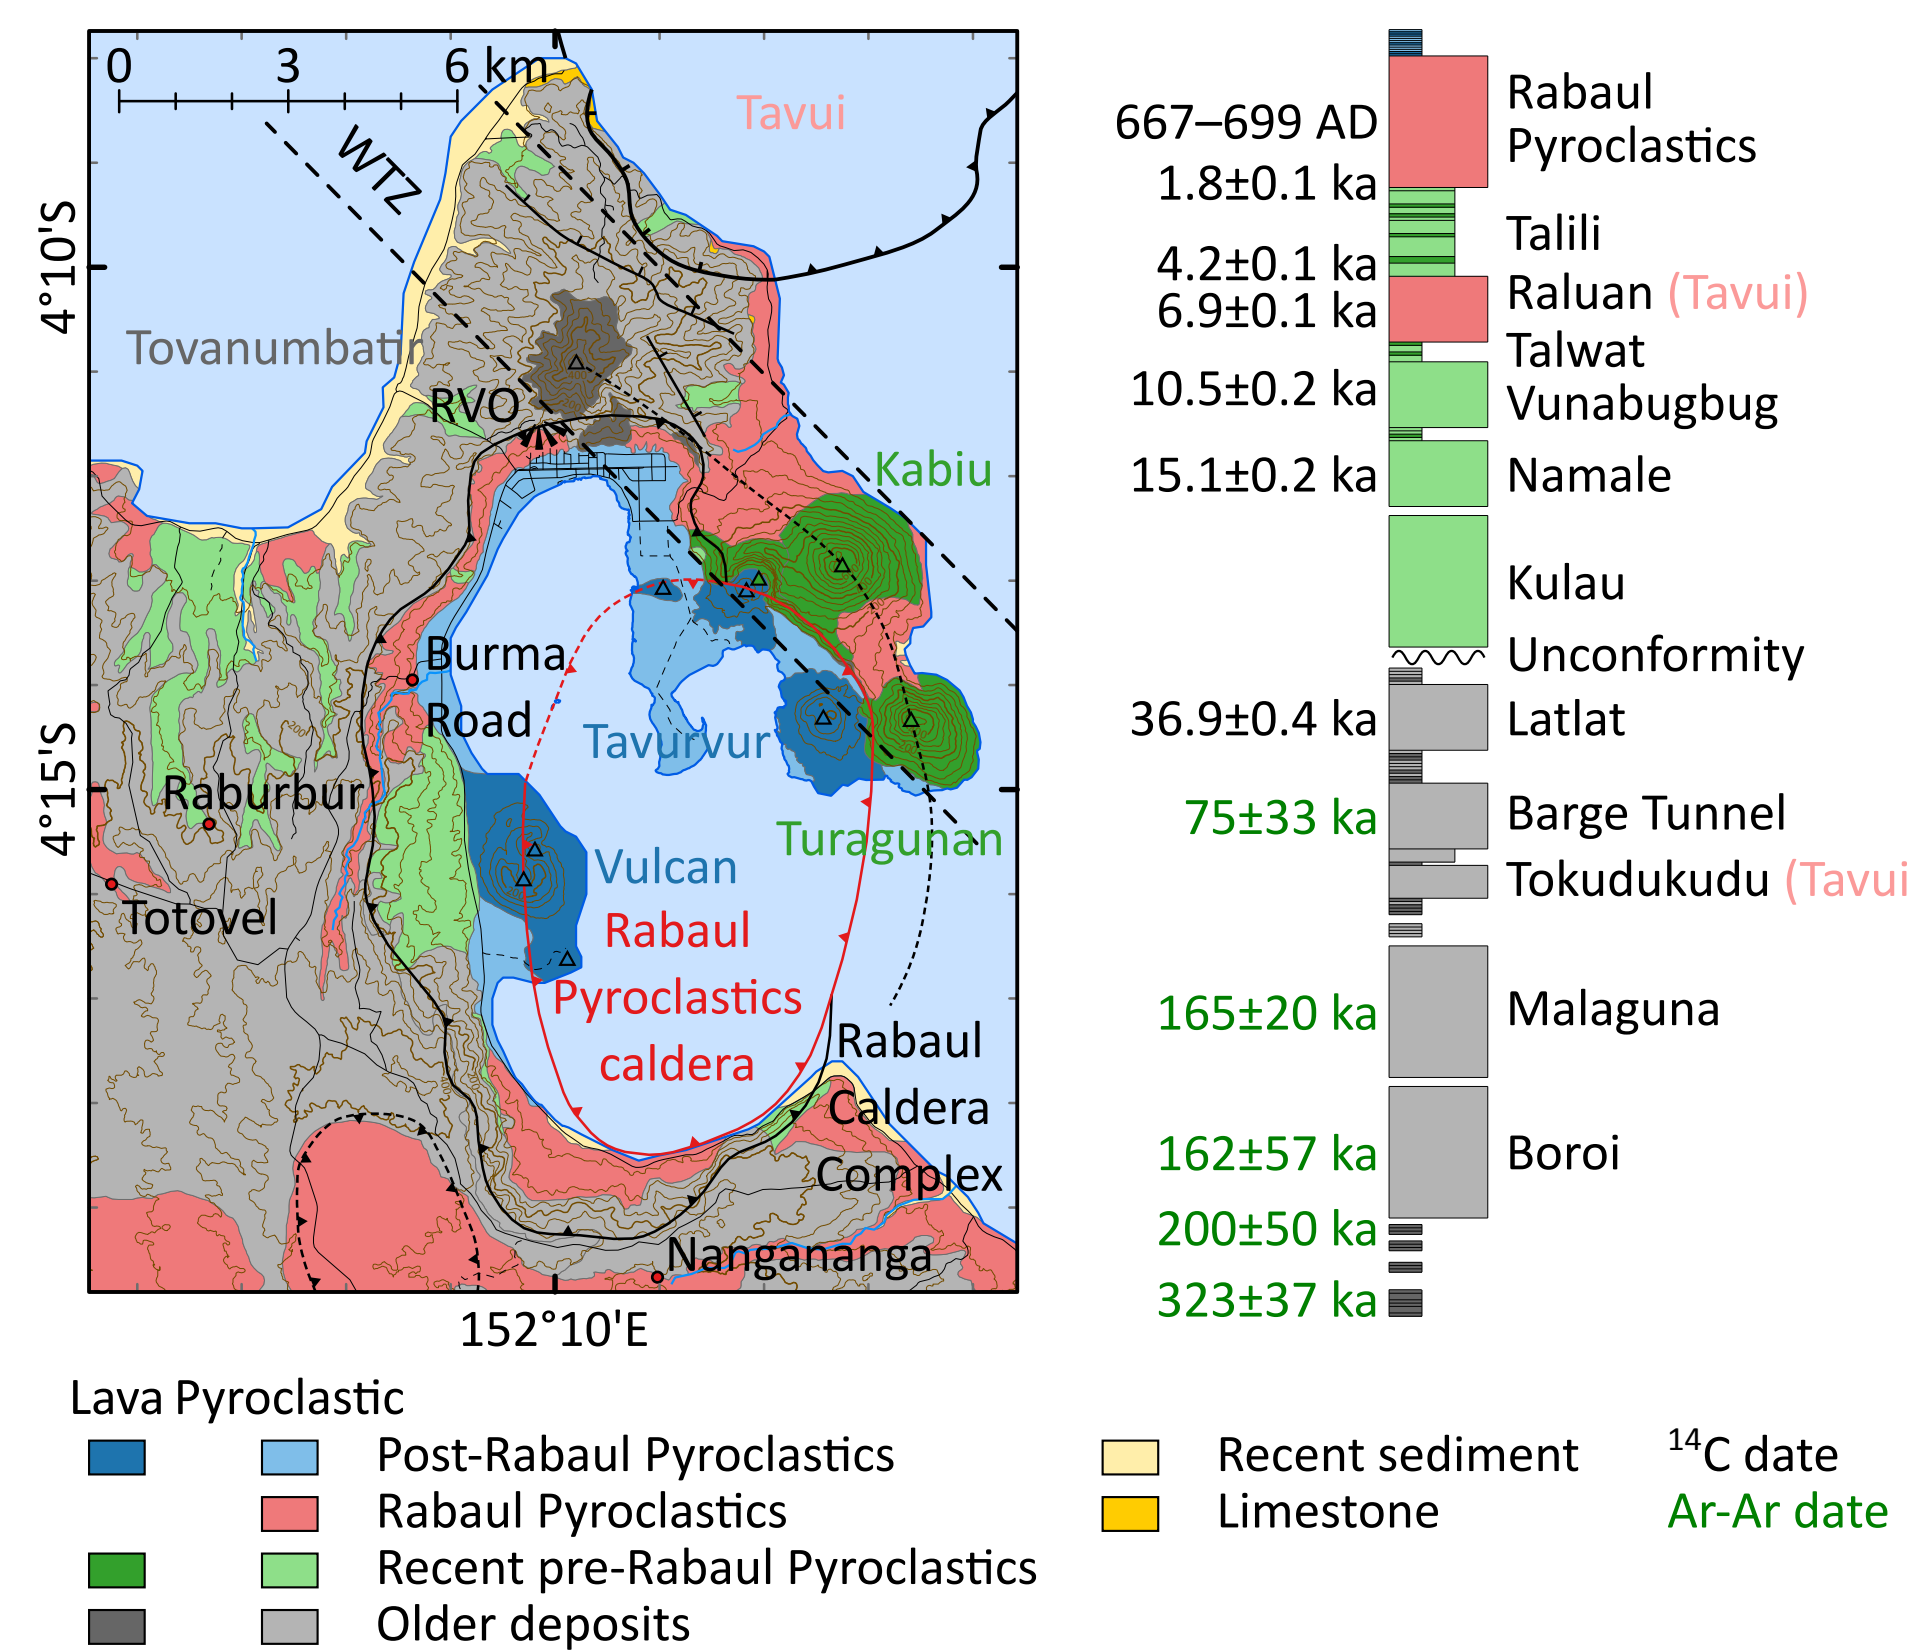 0 3 6 km
Tavui
WTZ
4°10'S
Tovanumbatir
RVO
Kabiu
Burma
Road
4°15'S
Tavurvur
Raburbur
Turagunan
Vulcan
Totovel
Rabaul
Pyroclastics
caldera
Rabaul
Caldera
Complex
Nangananga
152°10'E
Rabaul
667–699 AD
Pyroclastics
1.8±0.1 ka
Talili
4.2±0.1 ka
Raluan (Tavui)
6.9±0.1 ka
Talwat
10.5±0.2 ka
Vunabugbug
15.1±0.2 ka Namale
Kulau
Unconformity
36.9±0.4 ka Latlat
75±33 ka Barge Tunnel
Tokudukudu (Tavui
165±20 ka Malaguna
162±57 ka Boroi
200±50 ka
323±37 ka
Lava Pyroclastic
Post-Rabaul Pyroclastics
Rabaul Pyroclastics
Recent pre-Rabaul Pyroclastics
Older deposits
Recent sediment
Limestone
14C date
Ar-Ar date